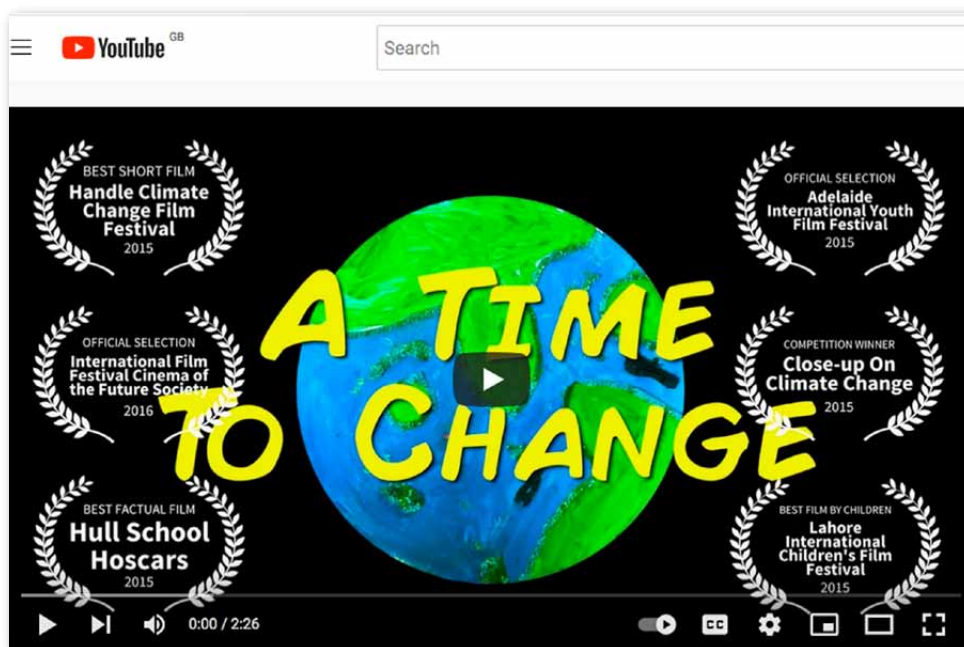 YouTube GB
Search
BEST SHORT FILM
Handle Climate
Change Film
Festival
2015
OFFICIAL SELECTION
Adelaide
International Youth
Film Festival
2015
A TIME
TO CHANGE
OFFICIAL SELECTION
International Film
Festival Cinema of
the Future Society
2016
COMPETITION WINNER
Close-up On
Climate Change
2015
BEST FACTUAL FILM
Hull School
Hoscars
2015
BEST FILM BY CHILDREN
Lahore
International
Children's Film
Festival
2015
0:00 / 2:26
CC